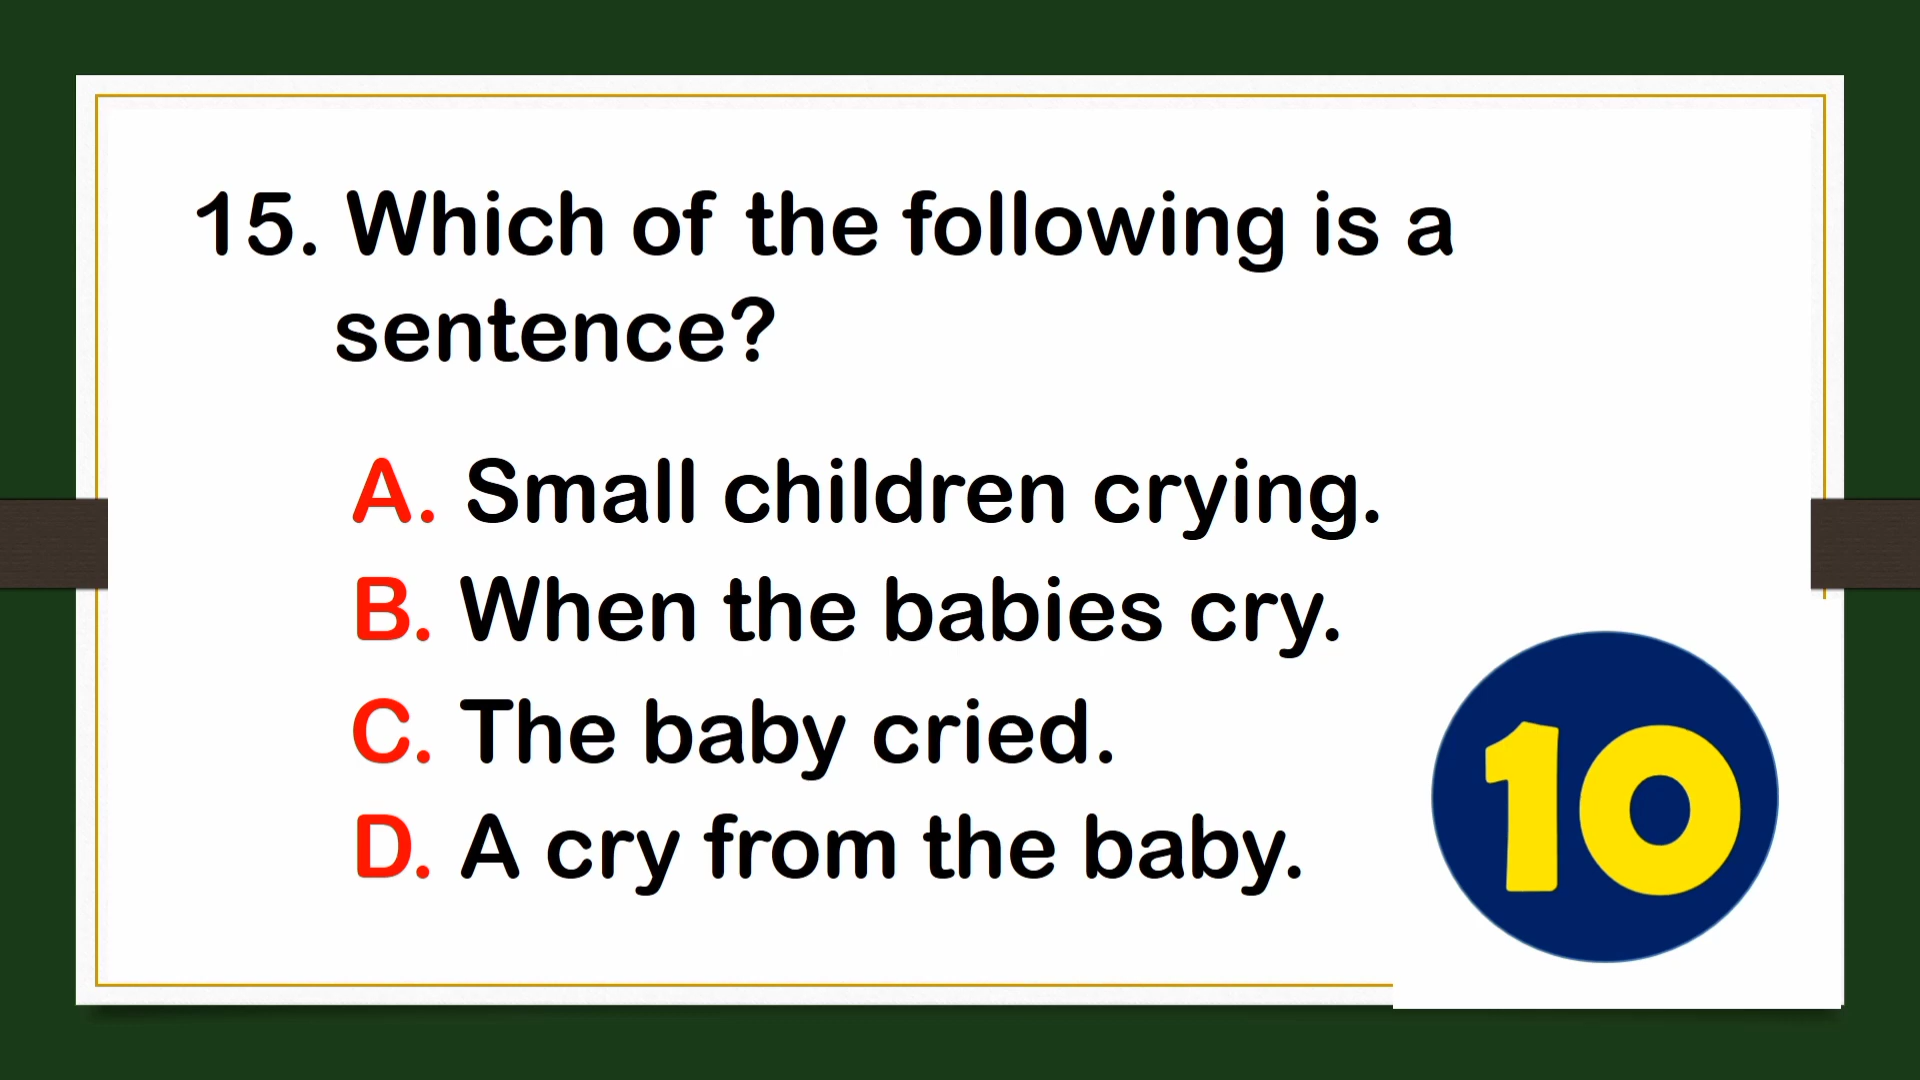 15. Which of the following is a
sentence?
A. Small children crying.
B. When the babies cry.
C. The baby cried.
D. A cry from the baby.
10